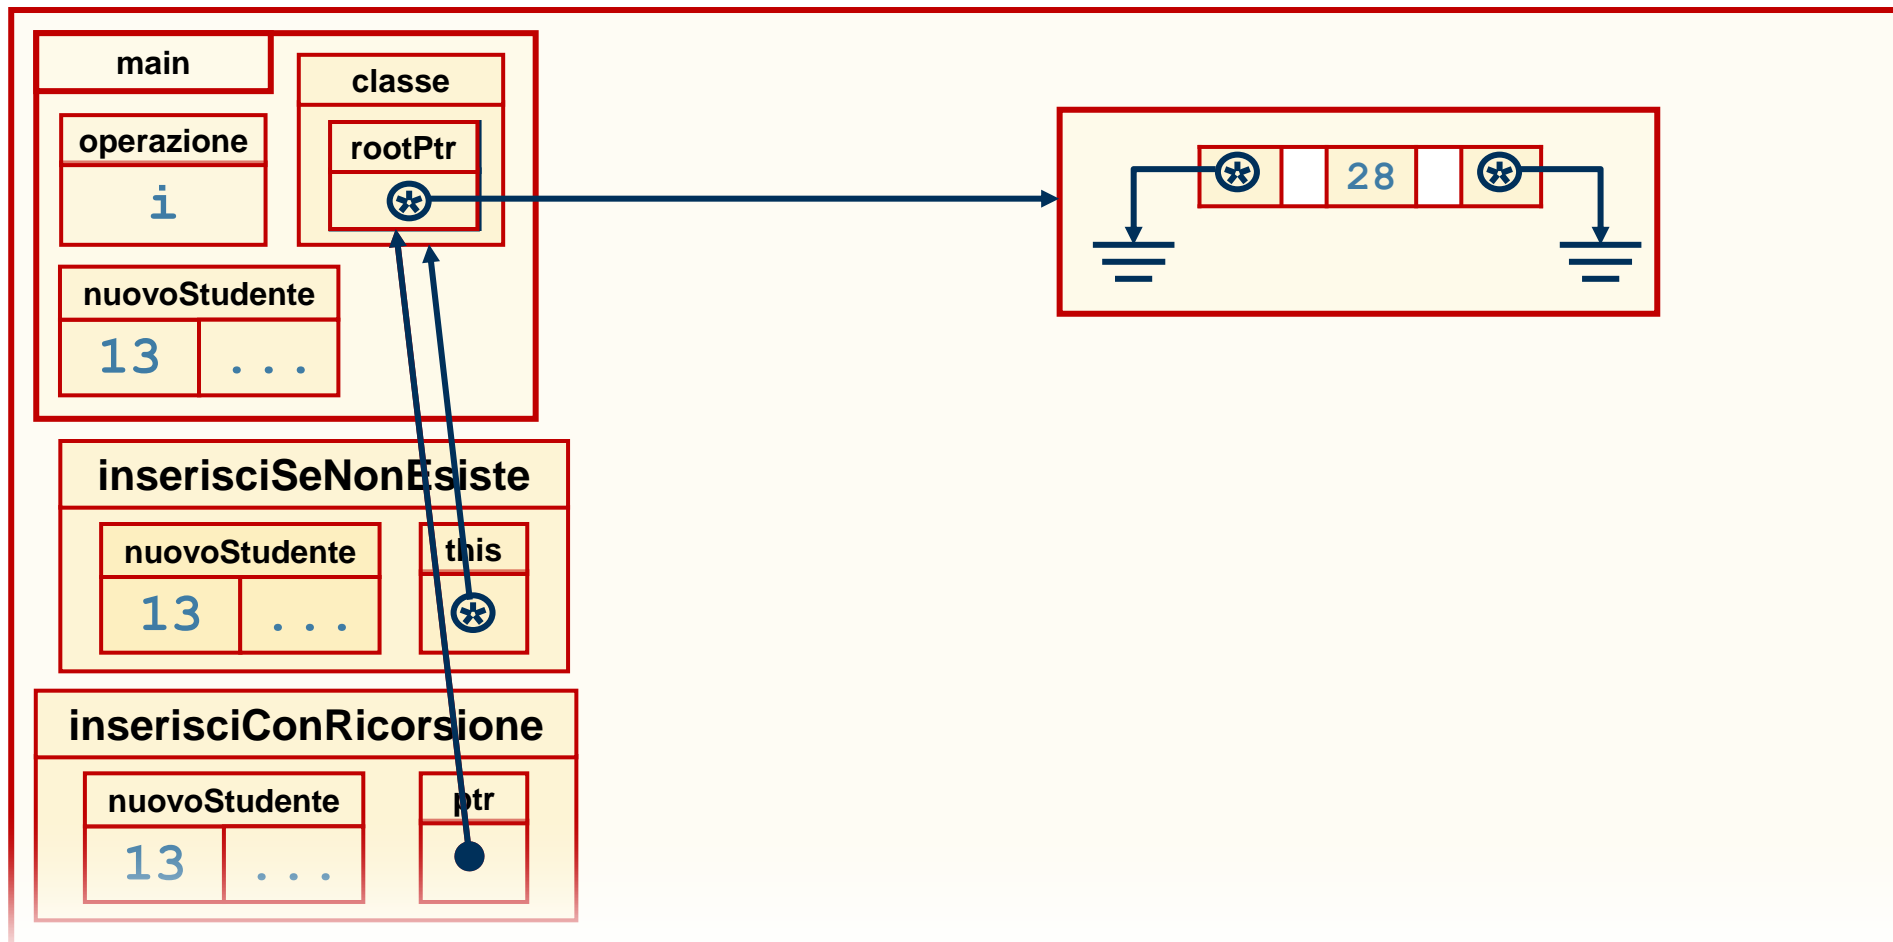 main
classe
operazione
rootPtr
i
28
nuovoStudente
13 ...
inserisciSeNonEsiste
nuovoStudente this
13 ...
inserisciConRicorsione
nuovoStudente ptr
13 ...